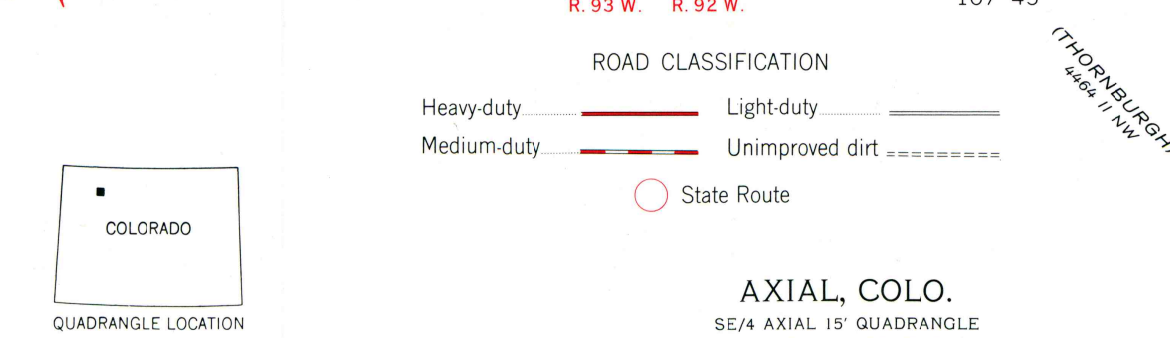 R. 93 W. R. 92 W.
(THORNBURGH)
4464 II NW
ROAD CLASSIFICATION
Heavy-duty Light-duty
Medium-duty Unimproved dirt
State Route
COLORADO
QUADRANGLE LOCATION
AXIAL, COLO.
SE/4 AXIAL 15' QUADRANGLE